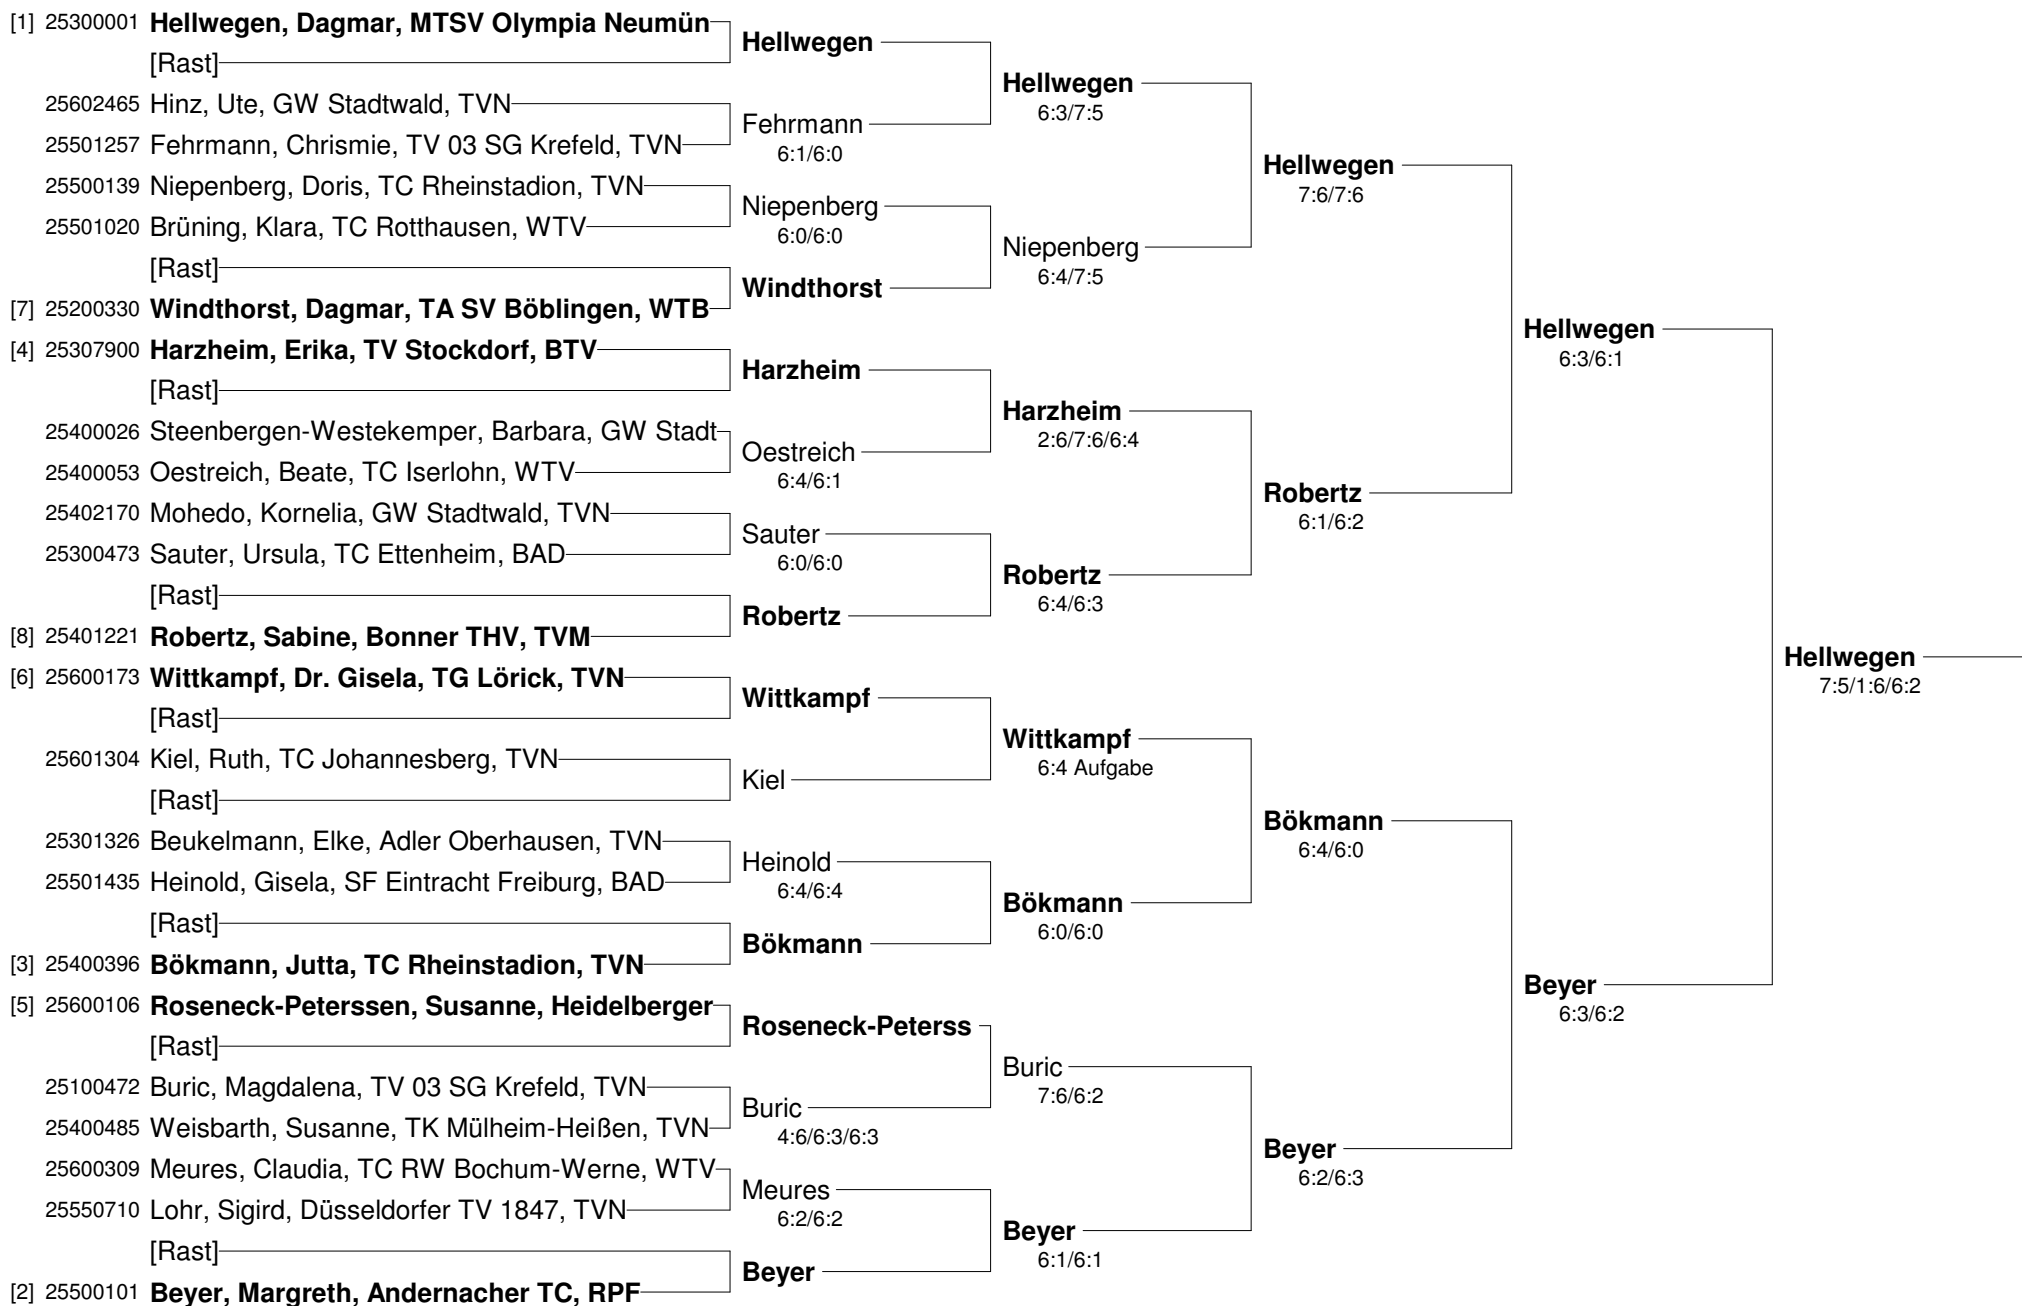 [1] 25300001 Hellwegen, Dagmar, MTSV Olympia Neumün
[Rast]
25602465 Hinz, Ute, GW Stadtwald, TVN
25501257 Fehrmann, Chrismie, TV 03 SG Krefeld, TVN
25500139 Niepenberg, Doris, TC Rheinstadion, TVN
25501020 Brüning, Klara, TC Rotthausen, WTV
[Rast]
[7] 25200330 Windthorst, Dagmar, TA SV Böblingen, WTB
[4] 25307900 Harzheim, Erika, TV Stockdorf, BTV
[Rast]
25400026 Steenbergen-Westekemper, Barbara, GW Stadt
25400053 Oestreich, Beate, TC Iserlohn, WTV
25402170 Mohedo, Kornelia, GW Stadtwald, TVN
25300473 Sauter, Ursula, TC Ettenheim, BAD
[Rast]
[8] 25401221 Robertz, Sabine, Bonner THV, TVM
[6] 25600173 Wittkampf, Dr. Gisela, TG Lörick, TVN
[Rast]
25601304 Kiel, Ruth, TC Johannesberg, TVN
[Rast]
25301326 Beukelmann, Elke, Adler Oberhausen, TVN
25501435 Heinold, Gisela, SF Eintracht Freiburg, BAD
[Rast]
[3] 25400396 Bökmann, Jutta, TC Rheinstadion, TVN
[5] 25600106 Roseneck-Peterssen, Susanne, Heidelberger
[Rast]
25100472 Buric, Magdalena, TV 03 SG Krefeld, TVN
25400485 Weisbarth, Susanne, TK Mülheim-Heißen, TVN
25600309 Meures, Claudia, TC RW Bochum-Werne, WTV
25550710 Lohr, Sigird, Düsseldorfer TV 1847, TVN
[Rast]
[2] 25500101 Beyer, Margreth, Andernacher TC, RPF
Hellwegen
Fehrmann
6:1/6:0
Niepenberg
6:0/6:0
Windthorst
Harzheim
Oestreich
6:4/6:1
Sauter
6:0/6:0
Robertz
Wittkampf
Kiel
Heinold
6:4/6:4
Bökmann
Roseneck-Peterss
Buric
4:6/6:3/6:3
Meures
6:2/6:2
Beyer
Hellwegen
6:3/7:5
Niepenberg
6:4/7:5
Harzheim
2:6/7:6/6:4
Robertz
6:4/6:3
Wittkampf
6:4 Aufgabe
Bökmann
6:0/6:0
Buric
7:6/6:2
Beyer
6:1/6:1
Hellwegen
7:6/7:6
Robertz
6:1/6:2
Bökmann
6:4/6:0
Beyer
6:2/6:3
Hellwegen
6:3/6:1
Beyer
6:3/6:2
Hellwegen
7:5/1:6/6:2